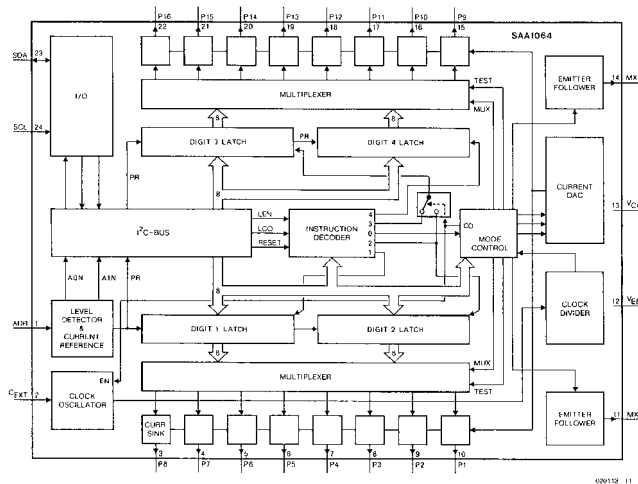 P16 P15 P14 P13 P12 P11 P10 P9
22 21 20 19 18 17 16 15
SAA1064
SDA 23
I/O
SCL 24
MULTIPLEXER
TEST
MUX
EMITTER
FOLLOWER
14 MX
8 8
DIGIT 3 LATCH
PR
DIGIT 4 LATCH
PR
8
CURRENT
DAC
13
I²C-BUS
LEN
LCO
RESET
INSTRUCTION
DECODER
4
3
0
2
1
CO
MODE
CONTROL
A0N A1N PR
8
12
CLOCK
DIVIDER
ADR 1
LEVEL
DETECTOR
&
CURRENT
REFERENCE
DIGIT 1 LATCH
DIGIT 2 LATCH
8 8
EN
CEXT 2
CLOCK
OSCILLATOR
MULTIPLEXER
MUX
TEST
CURR
SINK
EMITTER
FOLLOWER
11 MX
3 4 5 6 7 8 9 10
P8 P7 P6 P5 P4 P3 P2 P1